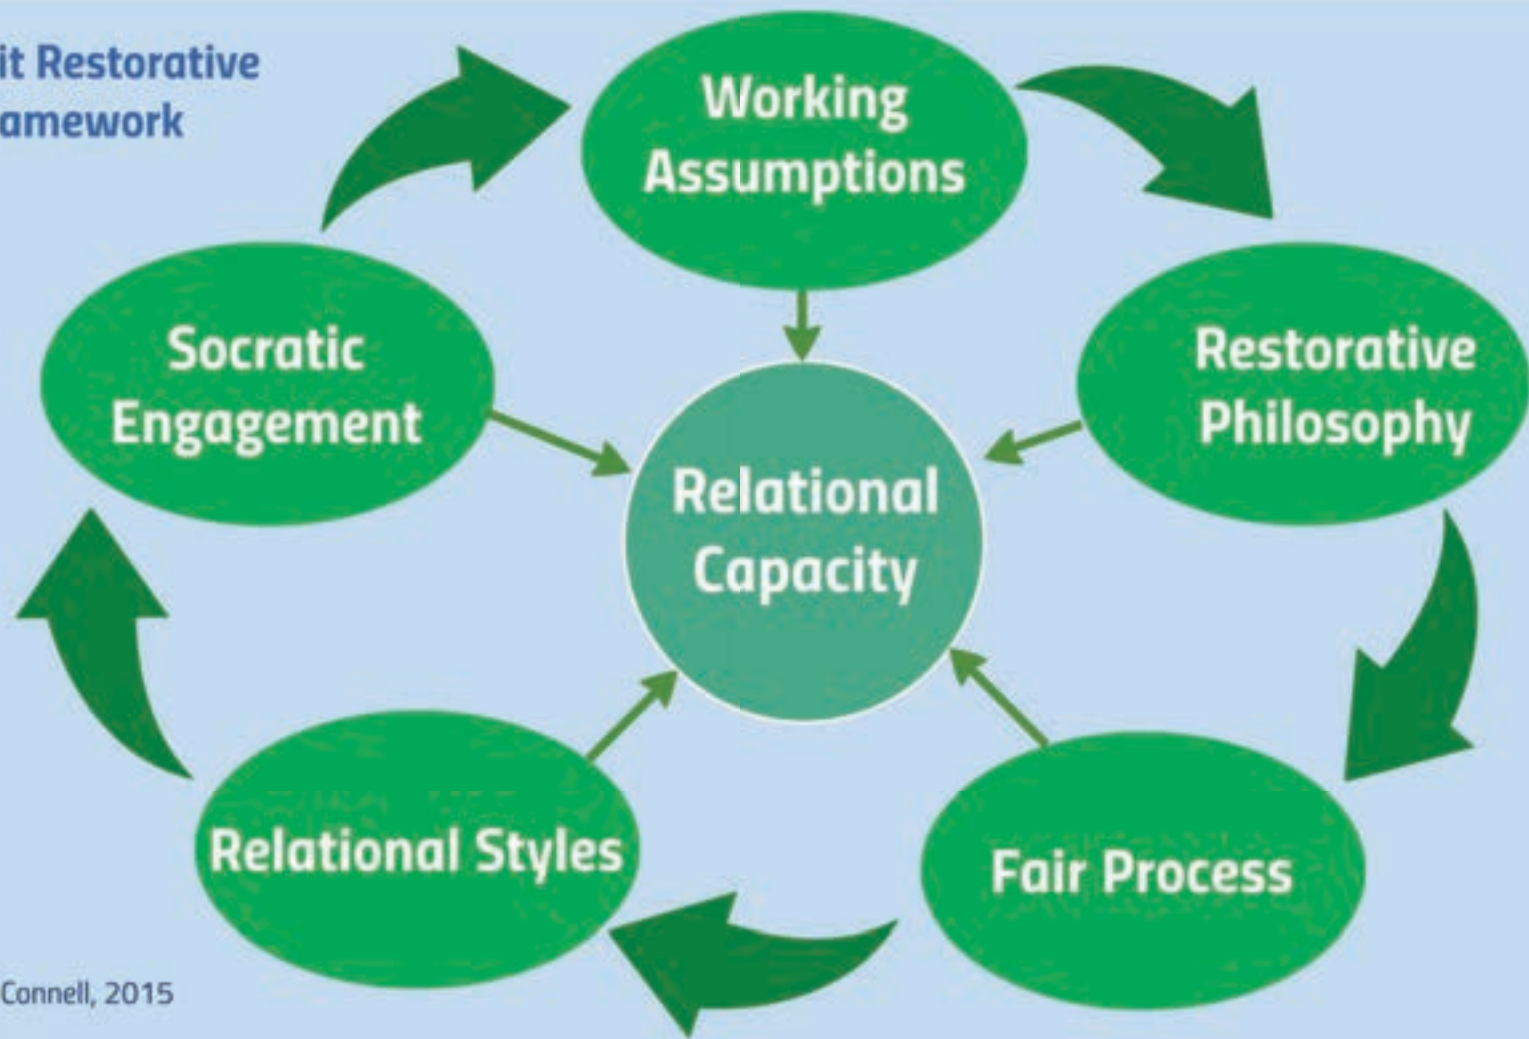 it Restorative
amework
Working
Assumptions
Socratic
Engagement
Restorative
Philosophy
Relational
Capacity
Relational Styles
Fair Process
Connell, 2015